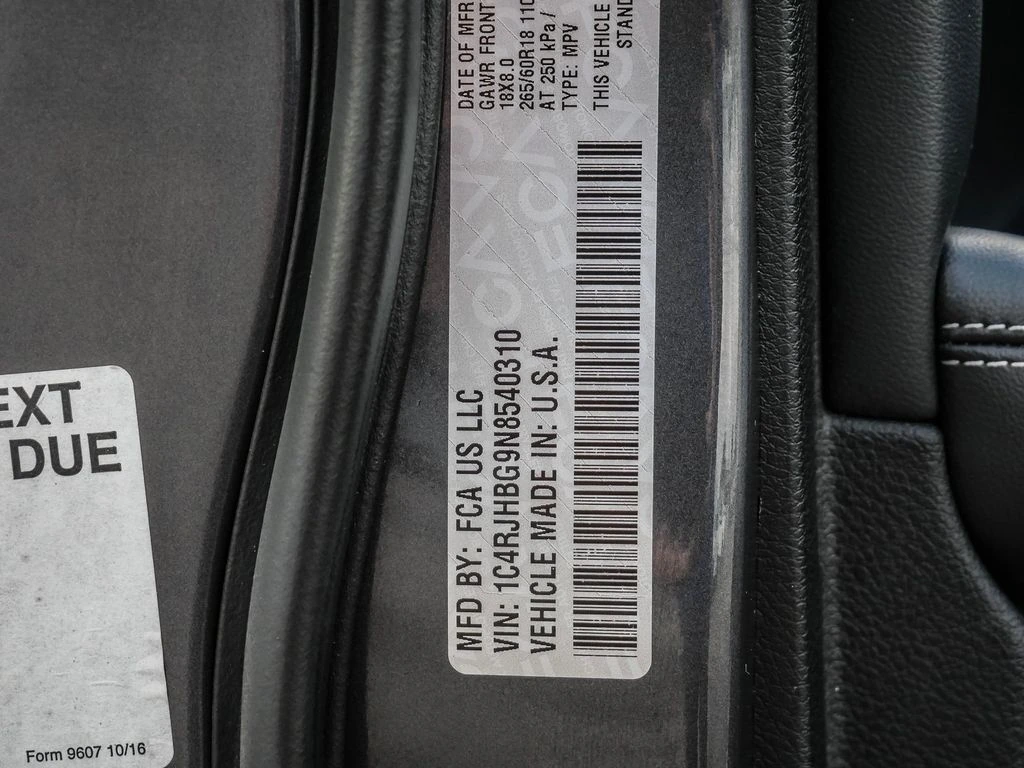 MFD BY: FCA US LLC
VIN: 1C4RJHBG9N8540310
VEHICLE MADE IN: U.S.A.
DATE OF MFR
GAWR FRONT
18X8.0
265/60R18 110
AT 250 kPa /
TYPE: MPV
THIS VEHICLE
STAND
EXT
DUE
Form 9607 10/16